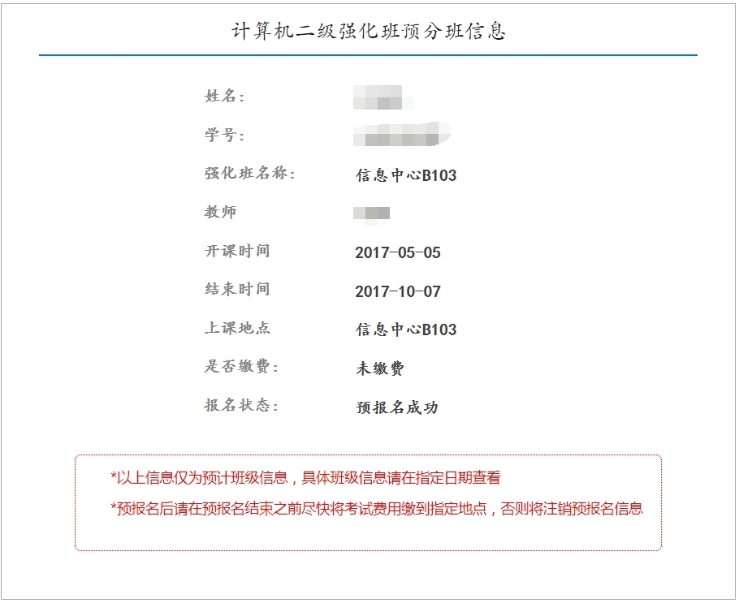 计算机二级强化班预分班信息
姓名：
学号：
强化班名称： 信息中心B103
教师
开课时间 2017-05-05
结束时间 2017-10-07
上课地点 信息中心B103
是否缴费： 未缴费
报名状态： 预报名成功
*以上信息仅为预计班级信息，具体班级信息请在指定日期查看
*预报名后请在预报名结束之前尽快将考试费用缴到指定地点，否则将注销预报名信息